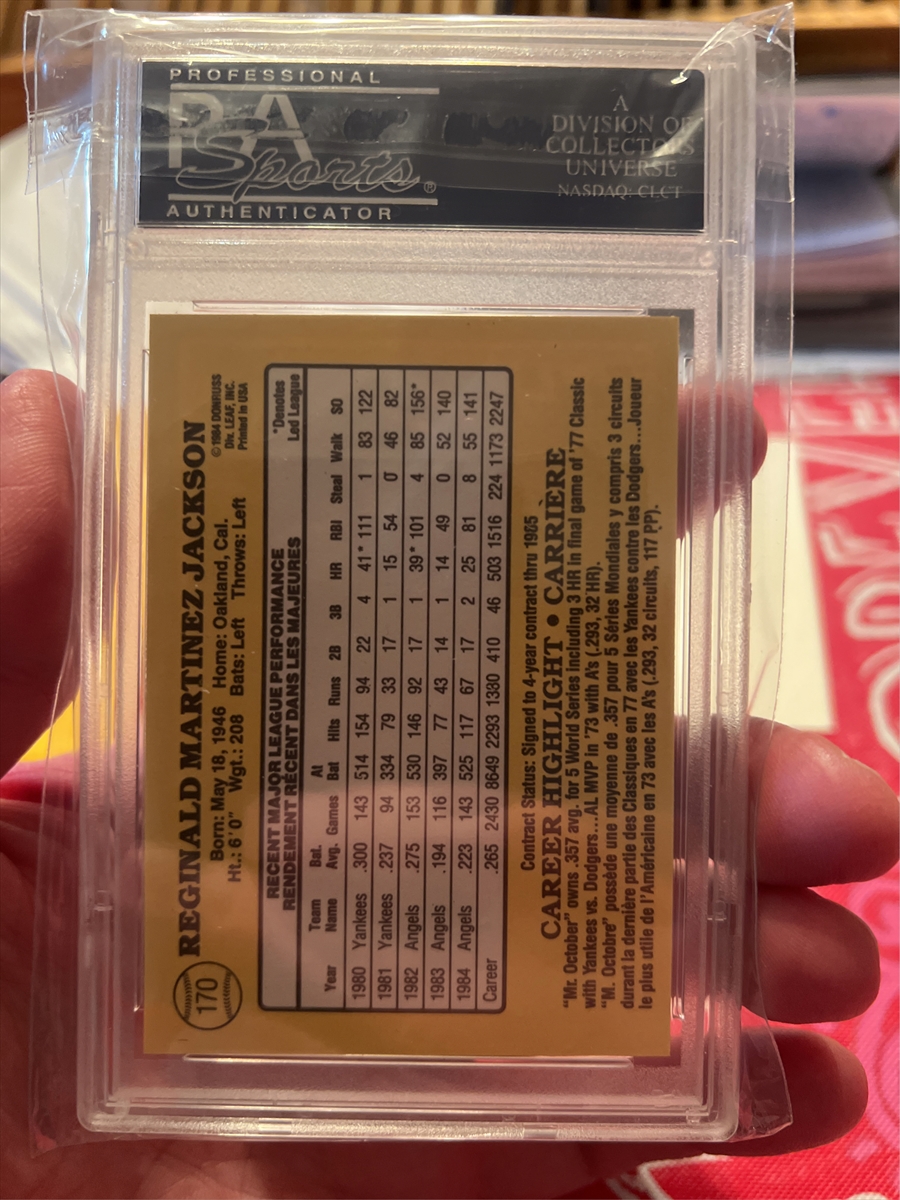 PROFESSIONAL
PSA
Sports®
AUTHENTICATOR
A
DIVISION OF
COLLECTORS
UNIVERSE
NASDAQ: CLCT
170
REGINALD MARTINEZ JACKSON
Born: May 18, 1946 Home: Oakland, Cal.
Ht.: 6'0" Wgt.: 208 Bats: Left Throws: Left
©1984 DONRUSS
Div. LEAF, INC.
Printed in USA
RECENT MAJOR LEAGUE PERFORMANCE
RENDEMENT RÉCENT DANS LES MAJEURES
*Denotes
Led League
Year Team Name Bat. Avg. Games At Bat Hits Runs 2B 3B HR RBI Steal Walk SO
1980 Yankees .300 143 514 154 94 22 4 41* 111 1 83 122
1981 Yankees .237 94 334 79 33 17 1 15 54 0 46 82
1982 Angels .275 153 530 146 92 17 1 39* 101 4 85 156*
1983 Angels .194 116 397 77 43 14 1 14 49 0 52 140
1984 Angels .223 143 525 117 67 17 2 25 81 8 55 141
Career .265 2430 8649 2293 1380 410 46 503 1516 224 1173 2247
Contract Status: Signed to 4-year contract thru 1965
CAREER HIGHLIGHT • CARRIÈRE
"Mr. October" owns .357 avg. for 5 World Series including 3 HR in final game of '77 Classic
with Yankees vs. Dodgers...AL MVP in '73 with A's (.293, 32 HR).
"M. Octobre" possède une moyenne de .357 pour 5 Séries Mondiales y compris 3 circuits
durant la dernière partie des Classiques en 77 avec les Yankees contre les Dodgers...Joueur
le plus utile de l'Américaine en 73 avec les A's (.293, 32 circuits, 117 PP).